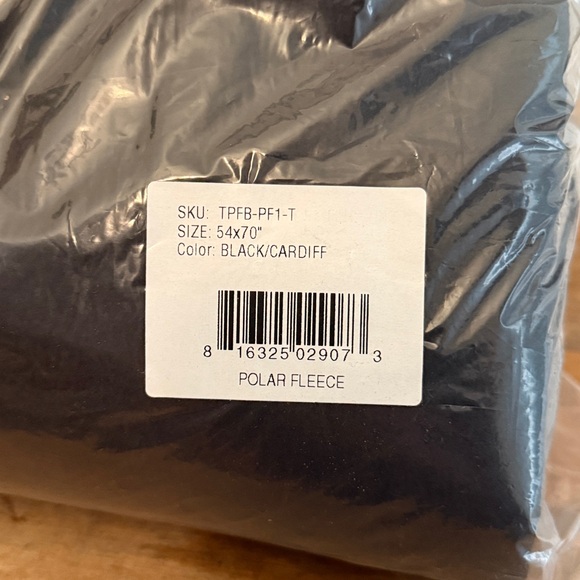 SKU: TPFB-PF1-T
SIZE: 54x70"
Color: BLACK/CARDIFF
8 16325 02907 3
POLAR FLEECE